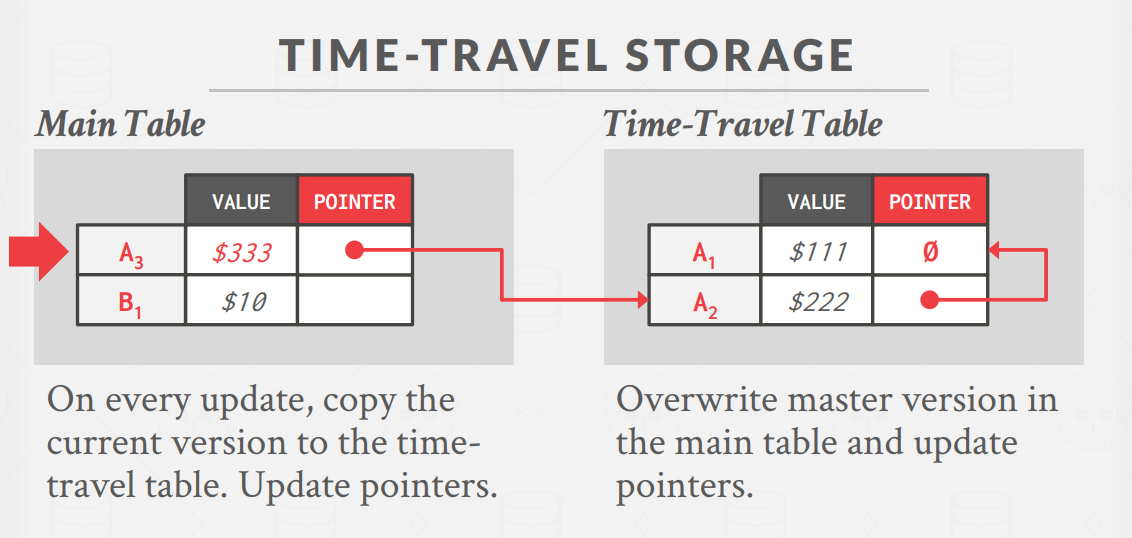 TIME-TRAVEL STORAGE
Main Table
VALUE POINTER
A3 $333
B1 $10
On every update, copy the
current version to the time-
travel table. Update pointers.
Time-Travel Table
VALUE POINTER
A1 $111 Ø
A2 $222
Overwrite master version in
the main table and update
pointers.